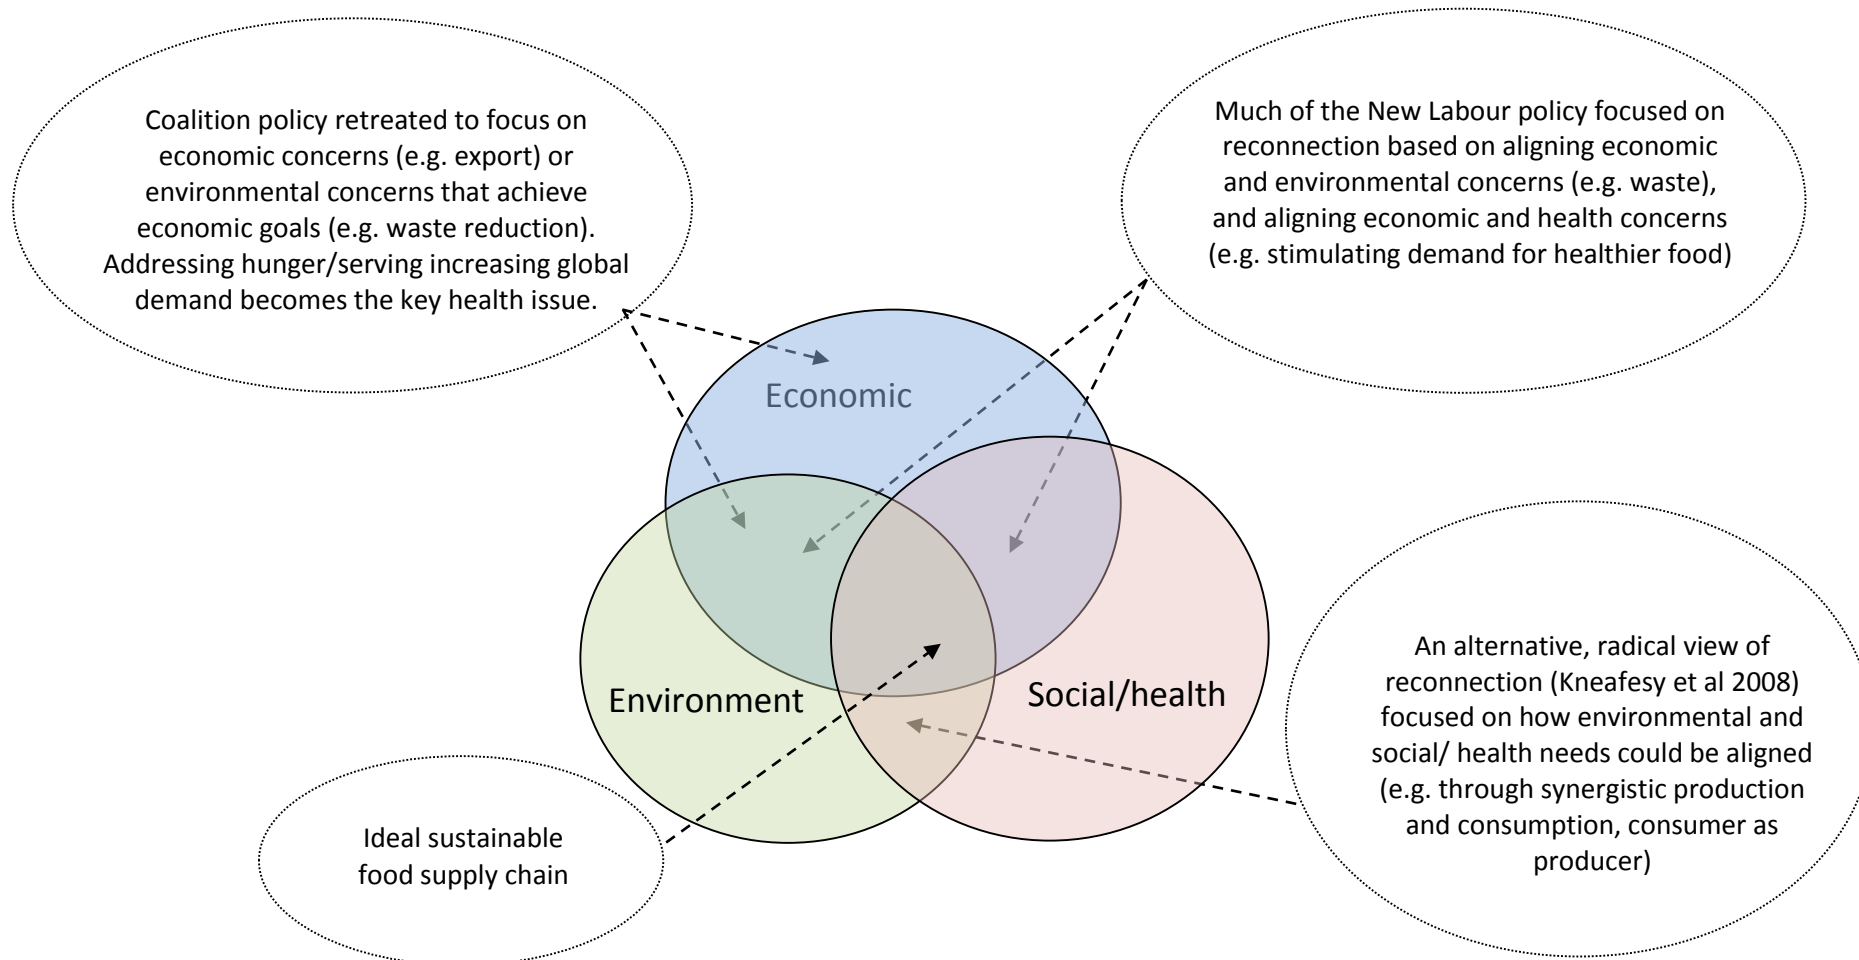 Coalition policy retreated to focus on
economic concerns (e.g. export) or
environmental concerns that achieve
economic goals (e.g. waste reduction).
Addressing hunger/serving increasing global
demand becomes the key health issue.
Much of the New Labour policy focused on
reconnection based on aligning economic
and environmental concerns (e.g. waste),
and aligning economic and health concerns
(e.g. stimulating demand for healthier food)
Economic
Environment
Social/health
An alternative, radical view of
reconnection (Kneafesy et al 2008)
focused on how environmental and
social/ health needs could be aligned
(e.g. through synergistic production
and consumption, consumer as
producer)
Ideal sustainable
food supply chain